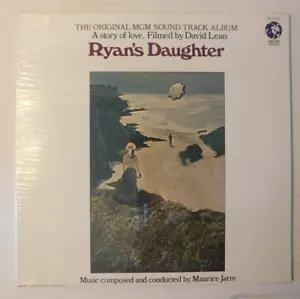 THE ORIGINAL MGM SOUND TRACK ALBUM
A story of love. Filmed by David Lean
Ryan's Daughter
MGM
Music composed and conducted by Maurice Jarre